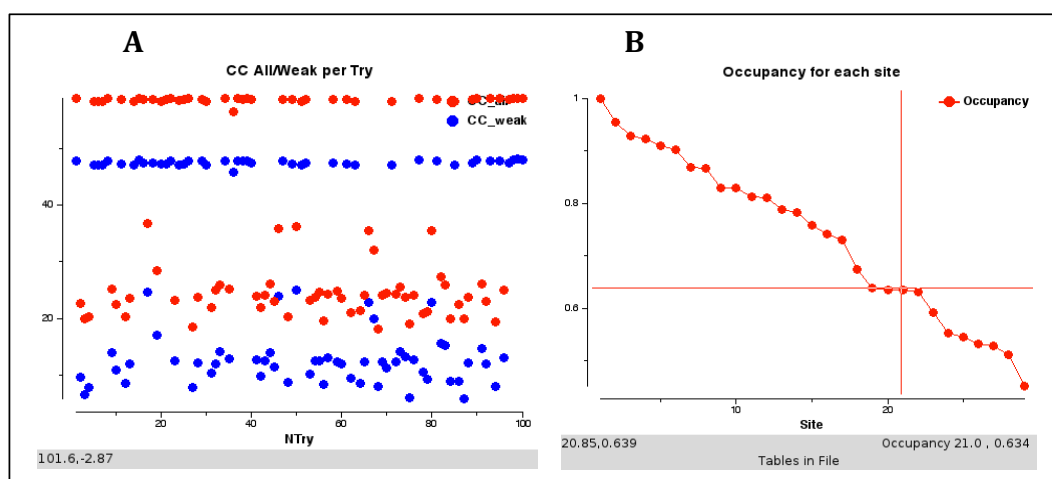 A
CC All/Weak per Try
CC_all
CC_weak
40
20
20
40
60
80
100
NTry
101.6,-2.87
B
Occupancy for each site
Occupancy
1
0.8
0.6
10
20
Site
20.85,0.639
Occupancy 21.0 , 0.634
Tables in File